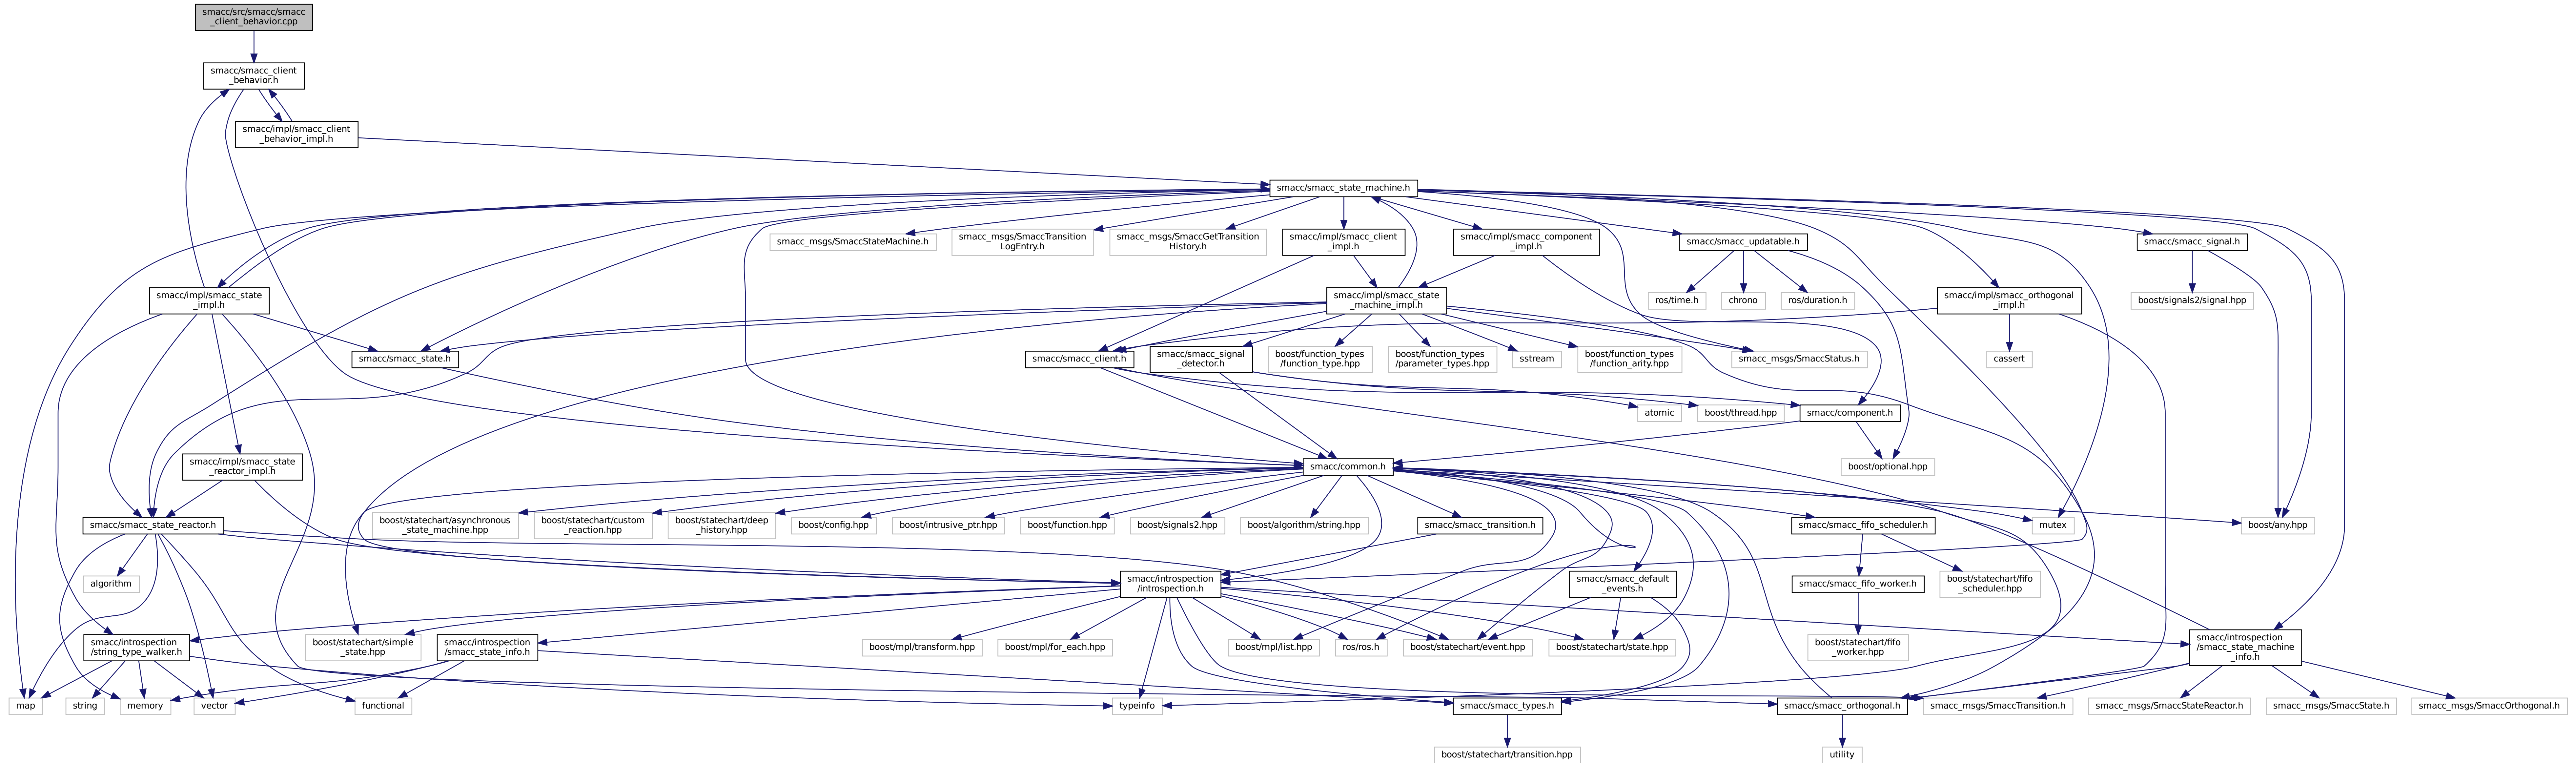 smacc/src/smacc/smacc
_client_behavior.cpp
smacc/smacc_client
_behavior.h
smacc/impl/smacc_client
_behavior_impl.h
smacc/smacc_state_machine.h
smacc_msgs/SmaccStateMachine.h
smacc_msgs/SmaccTransition
LogEntry.h
smacc_msgs/SmaccGetTransition
History.h
smacc/impl/smacc_client
_impl.h
smacc/impl/smacc_component
_impl.h
smacc/smacc_updatable.h
smacc/smacc_signal.h
smacc/impl/smacc_state
_impl.h
smacc/impl/smacc_state
_machine_impl.h
ros/time.h
chrono
ros/duration.h
smacc/impl/smacc_orthogonal
_impl.h
boost/signals2/signal.hpp
smacc/smacc_state.h
smacc/smacc_client.h
smacc/smacc_signal
_detector.h
boost/function_types
/function_type.hpp
boost/function_types
/parameter_types.hpp
sstream
boost/function_types
/function_arity.hpp
smacc_msgs/SmaccStatus.h
cassert
atomic
boost/thread.hpp
smacc/component.h
smacc/impl/smacc_state
_reactor_impl.h
smacc/common.h
boost/optional.hpp
smacc/smacc_state_reactor.h
boost/statechart/asynchronous
_state_machine.hpp
boost/statechart/custom
_reaction.hpp
boost/statechart/deep
_history.hpp
boost/config.hpp
boost/intrusive_ptr.hpp
boost/function.hpp
boost/signals2.hpp
boost/algorithm/string.hpp
smacc/smacc_transition.h
smacc/smacc_fifo_scheduler.h
mutex
boost/any.hpp
algorithm
smacc/introspection
/introspection.h
smacc/smacc_default
_events.h
smacc/smacc_fifo_worker.h
boost/statechart/fifo
_scheduler.hpp
smacc/introspection
/string_type_walker.h
boost/statechart/simple
_state.hpp
smacc/introspection
/smacc_state_info.h
boost/mpl/transform.hpp
boost/mpl/for_each.hpp
boost/mpl/list.hpp
ros/ros.h
boost/statechart/event.hpp
boost/statechart/state.hpp
boost/statechart/fifo
_worker.hpp
smacc/introspection
/smacc_state_machine
_info.h
map
string
memory
vector
functional
typeinfo
smacc/smacc_types.h
smacc/smacc_orthogonal.h
smacc_msgs/SmaccTransition.h
smacc_msgs/SmaccStateReactor.h
smacc_msgs/SmaccState.h
smacc_msgs/SmaccOrthogonal.h
boost/statechart/transition.hpp
utility